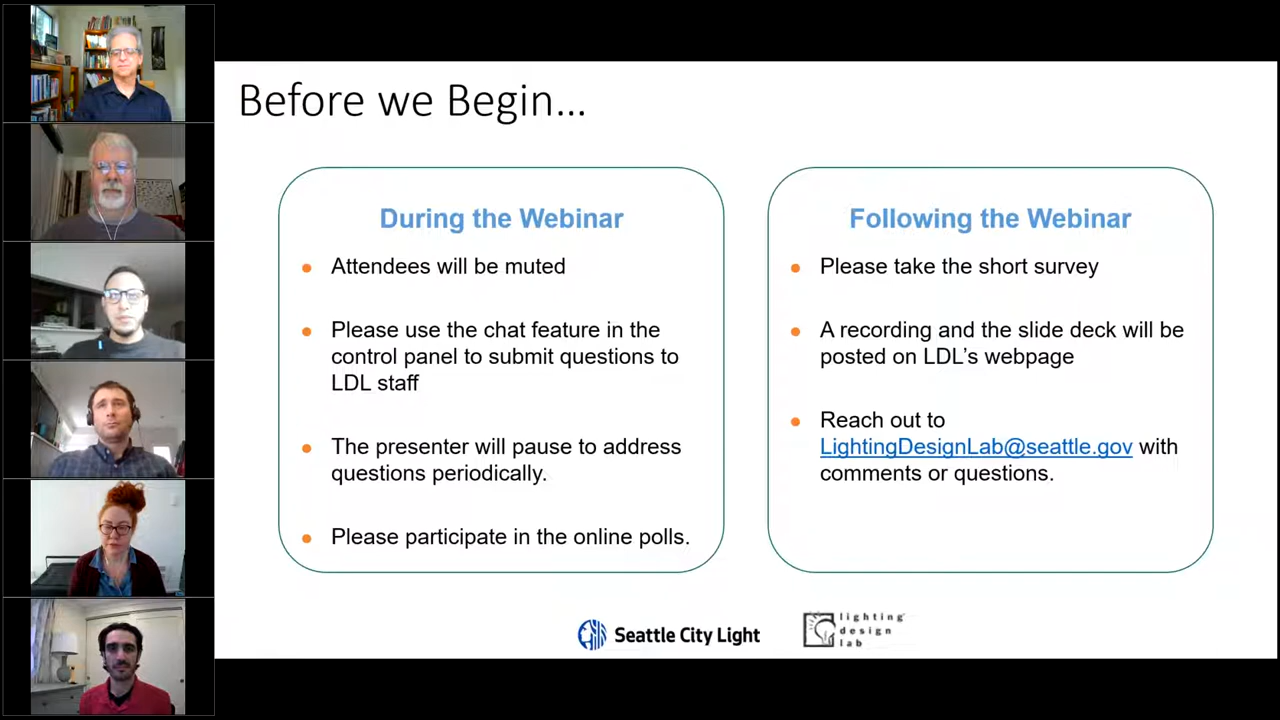 Before we Begin...
During the Webinar
Attendees will be muted
Please use the chat feature in the
control panel to submit questions to
LDL staff
The presenter will pause to address
questions periodically.
Please participate in the online polls.
Following the Webinar
Please take the short survey
A recording and the slide deck will be
posted on LDL's webpage
Reach out to
LightingDesignLab@seattle.gov with
comments or questions.
Seattle City Light
lighting
design
lab